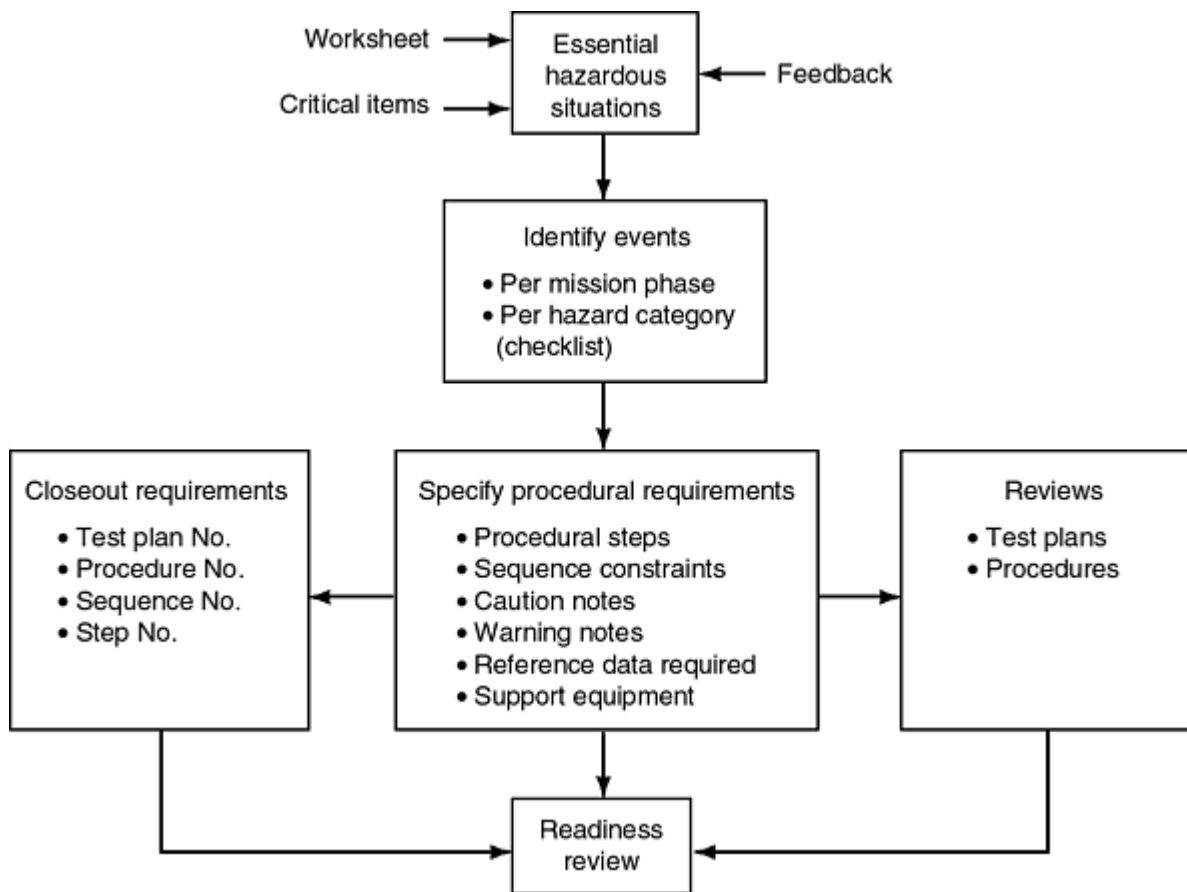 Worksheet
Critical items
Essential
hazardous
situations
Feedback
Identify events
• Per mission phase
• Per hazard category
(checklist)
Closeout requirements
• Test plan No.
• Procedure No.
• Sequence No.
• Step No.
Specify procedural requirements
• Procedural steps
• Sequence constraints
• Caution notes
• Warning notes
• Reference data required
• Support equipment
Reviews
• Test plans
• Procedures
Readiness
review